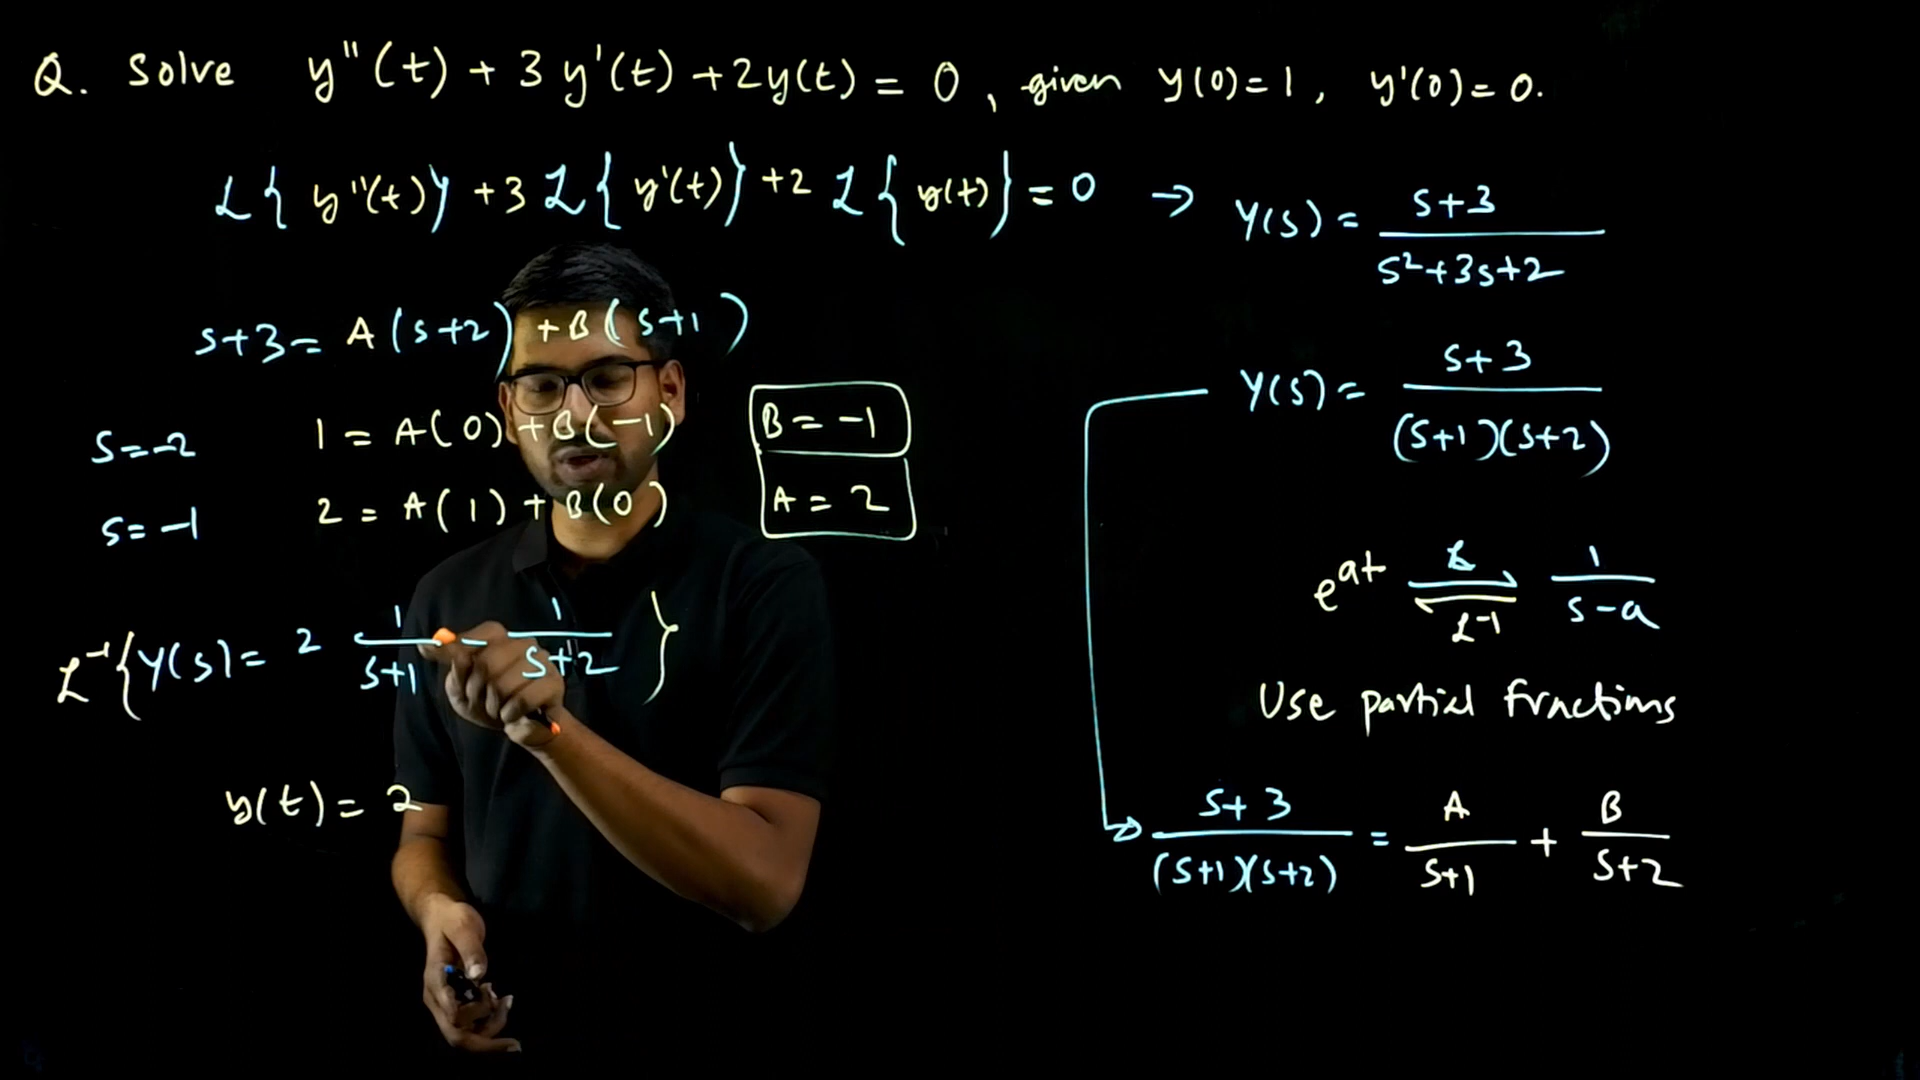 Q. Solve y''(t) + 3y'(t) + 2y(t) = 0, given y(0)=1, y'(0)=0.
L{y''(t)} + 3 L{y'(t)} + 2 L{y(t)} = 0 → Y(s) = (s+3)/(s²+3s+2)
s+3 = A(s+2) + B(s+1)
s=-2 1 = A(0) + B(-1) B = -1
s=-1 2 = A(1) + B(0) A = 2
L⁻¹{Y(s) = 2 1/(s+1) - 1/(s+2)}
y(t) = 2
Y(s) = (s+3)/((s+1)(s+2))
e^at ⇌ 1/(s-a)
L
L⁻¹
Use partial fractions
(s+3)/((s+1)(s+2)) = A/(s+1) + B/(s+2)